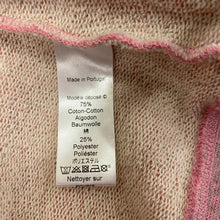 Made in Portugal
Modèle déposé ©
75%
Coton-Cotton
Algodon
Baumwolle
綿
25%
Polyester
Poliéster
ポリエステル
Nettoyer sur